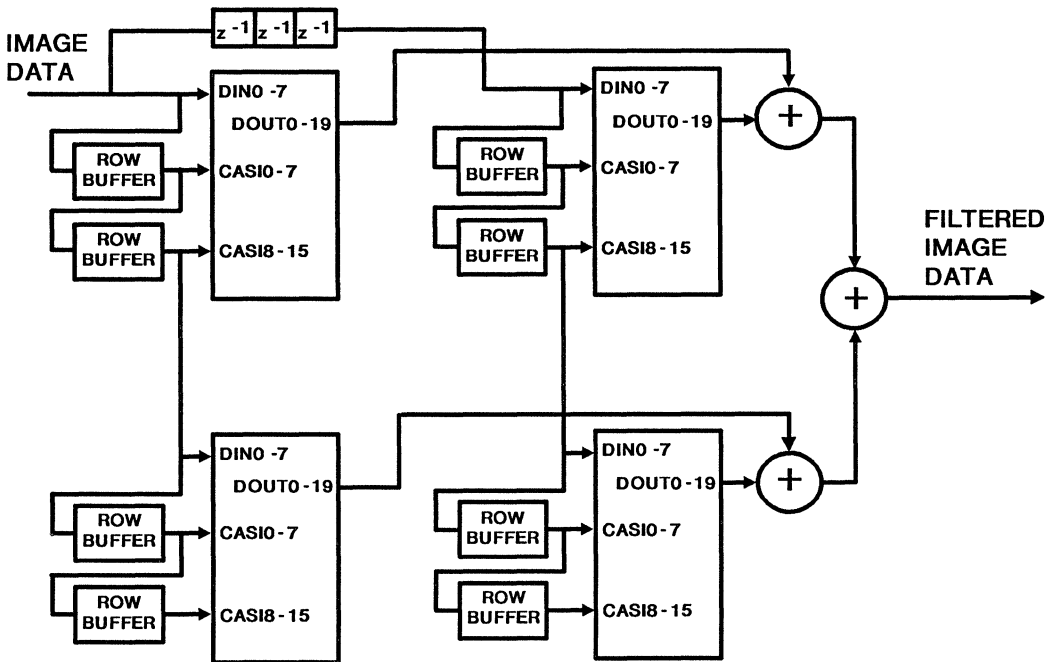 IMAGE
DATA
z -1 z -1 z -1
DIN0 -7
DOUT0 -19
ROW
BUFFER
CASI0 - 7
ROW
BUFFER
CASI8 - 15
DIN0 -7
DOUT0 -19
ROW
BUFFER
CASI0 - 7
ROW
BUFFER
CASI8 - 15
+
+
FILTERED
IMAGE
DATA
DIN0 -7
DOUT0 -19
ROW
BUFFER
CASI0 - 7
ROW
BUFFER
CASI8 - 15
DIN0 -7
DOUT0 -19
ROW
BUFFER
CASI0 - 7
ROW
BUFFER
CASI8 - 15
+